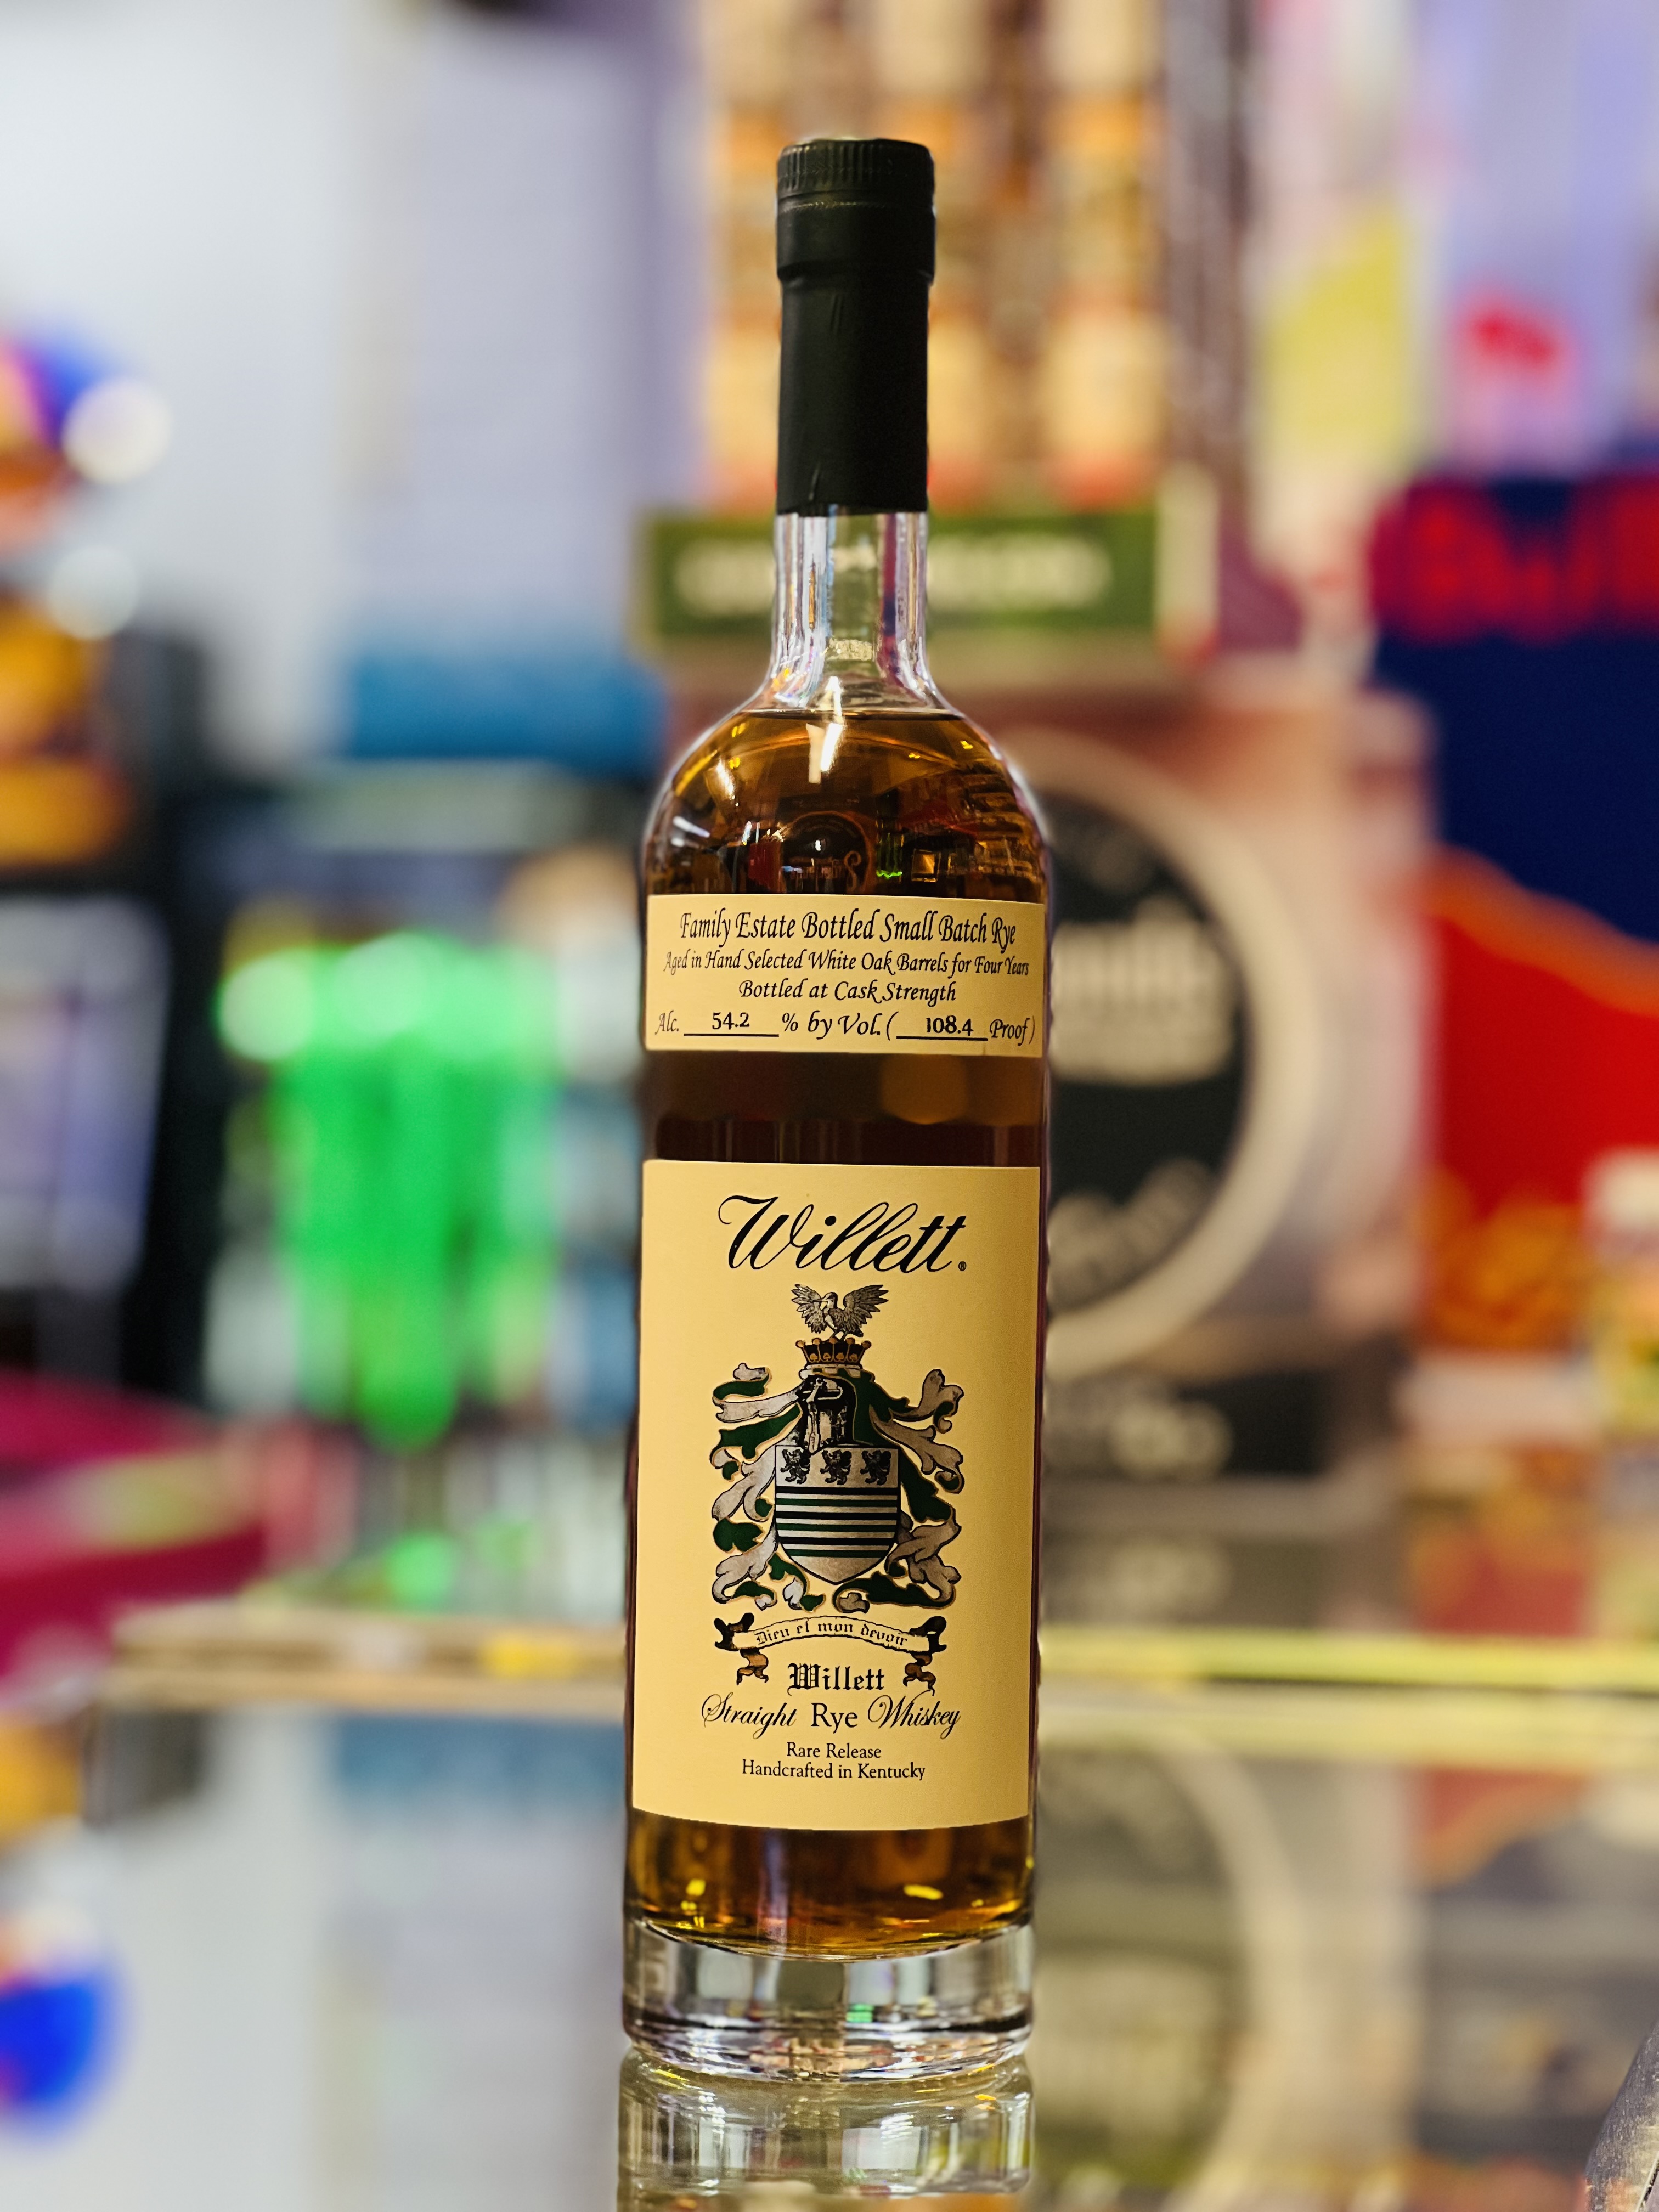 Family Estate Bottled Small Batch Rye
Aged in Hand Selected White Oak Barrels for Four Years
Bottled at Cask Strength
Alc. 54.2 % by Vol. ( 108.4 Proof )
Willett®
Dieu et mon devoir
Willett
Straight Rye Whiskey
Rare Release
Handcrafted in Kentucky